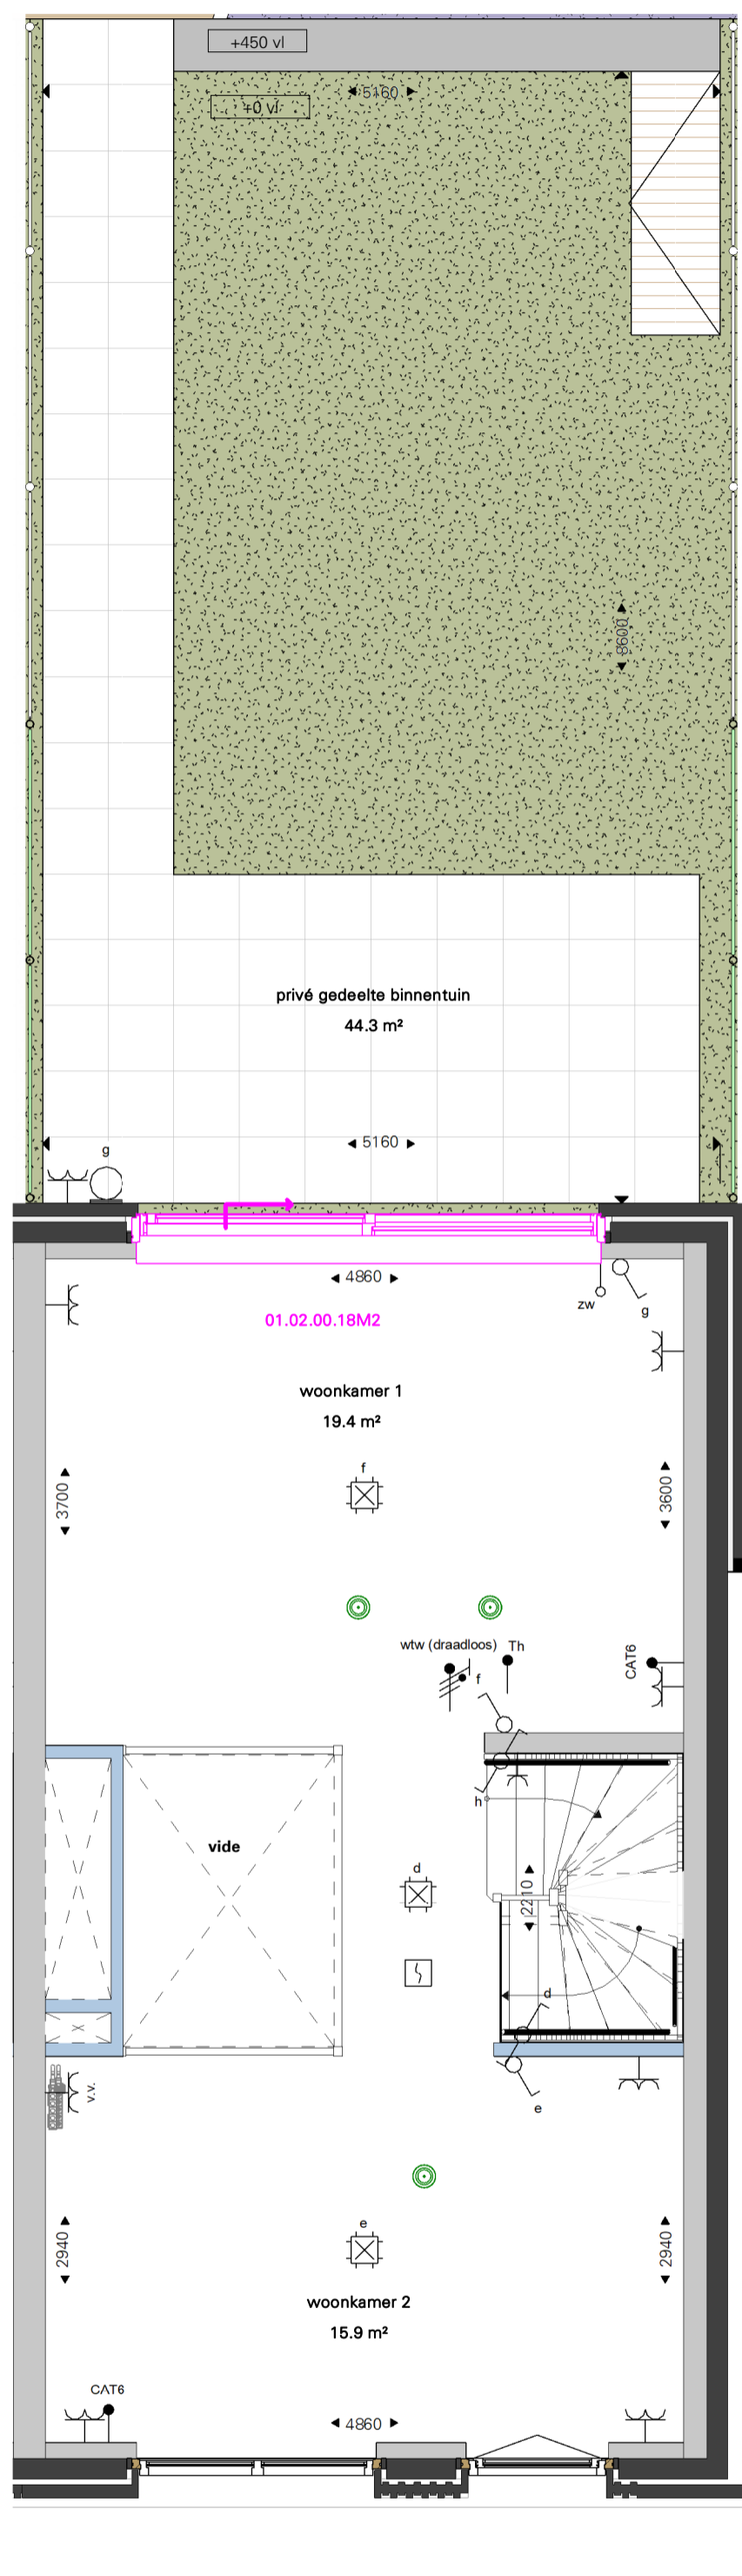 +450 vl
5160
+0 vl
8600
privé gedeelte binnentuin
44.3 m²
5160
g
4860
zw
g
01.02.00.18M2
woonkamer 1
19.4 m²
f
3700
3600
wtw (draadloos)
Th
CAT6
f
h
vide
d
2210
d
v.v.
e
e
2940
2940
woonkamer 2
15.9 m²
CAT6
4860